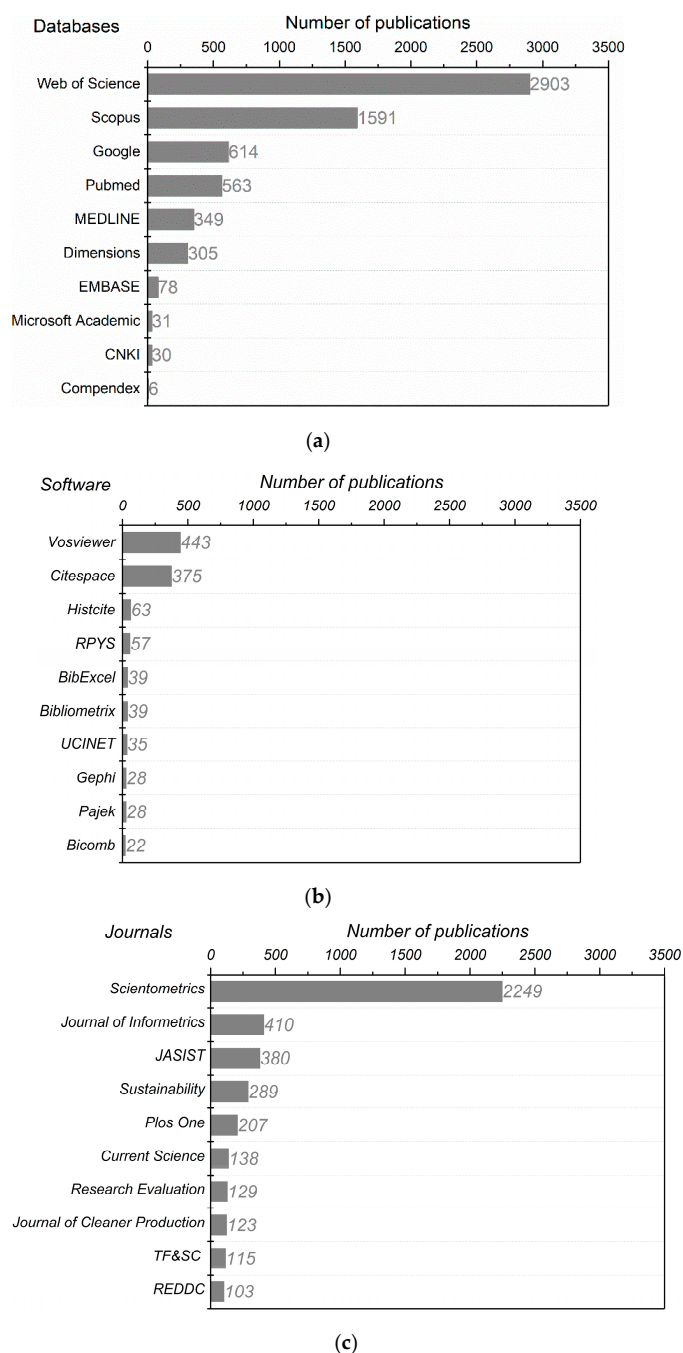 Databases Number of publications
0 500 1000 1500 2000 2500 3000 3500
Web of Science 2903
Scopus 1591
Google 614
Pubmed 563
MEDLINE 349
Dimensions 305
EMBASE 78
Microsoft Academic 31
CNKI 30
Compendex 6
(a)
Software Number of publications
0 500 1000 1500 2000 2500 3000 3500
Vosviewer 443
Citespace 375
Histcite 63
RPYS 57
BibExcel 39
Bibliometrix 39
UCINET 35
Gephi 28
Pajek 28
Bicomb 22
(b)
Journals Number of publications
0 500 1000 1500 2000 2500 3000 3500
Scientometrics 2249
Journal of Informetrics 410
JASIST 380
Sustainability 289
Plos One 207
Current Science 138
Research Evaluation 129
Journal of Cleaner Production 123
TF&SC 115
REDDC 103
(c)